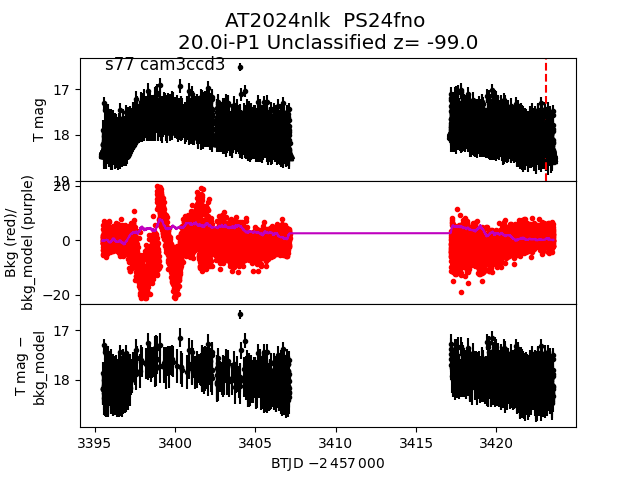 AT2024nlk  PS24fno
20.0i-P1 Unclassified z= -99.0
s77 cam3ccd3
17
18
19
T mag
20
0
−20
Bkg (red)/
bkg_model (purple)
17
18
T mag −
bkg_model
3395 3400 3405 3410 3415 3420
BTJD −2 457 000